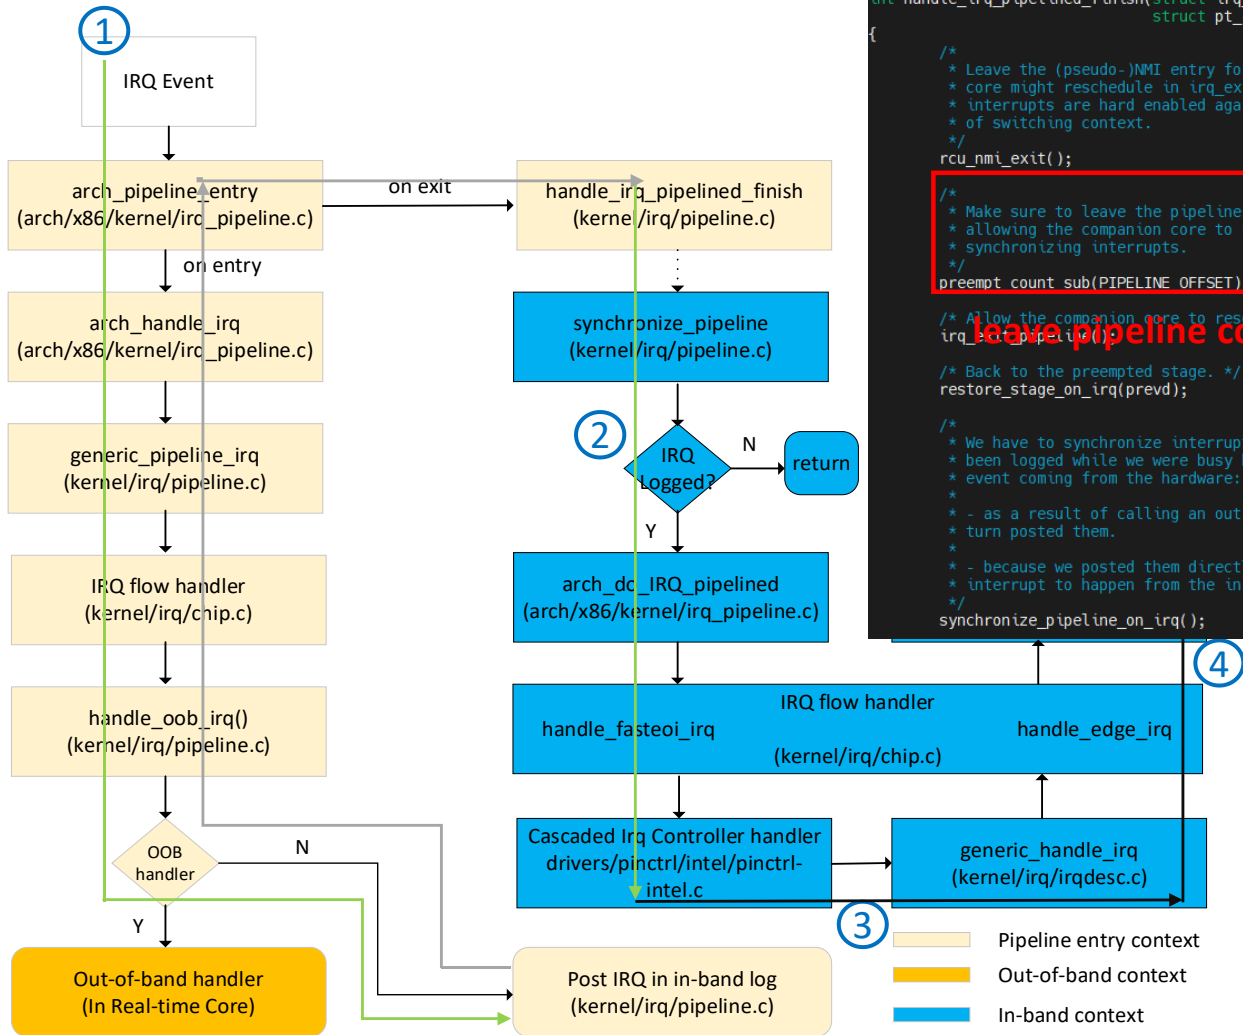 1
IRQ Event
arch_pipeline_entry
(arch/x86/kernel/irq_pipeline.c)
on exit
handle_irq_pipelined_finish
(kernel/irq/pipeline.c)
on entry
arch_handle_irq
(arch/x86/kernel/irq_pipeline.c)
synchronize_pipeline
(kernel/irq/pipeline.c)
generic_pipeline_irq
(kernel/irq/pipeline.c)
2
IRQ
Logged?
N
return
Y
IRQ flow handler
(kernel/irq/chip.c)
arch_do_IRQ_pipelined
(arch/x86/kernel/irq_pipeline.c)
handle_oob_irq()
(kernel/irq/pipeline.c)
IRQ flow handler
handle_fasteoi_irq
handle_edge_irq
(kernel/irq/chip.c)
4
OOB
handler
N
Y
Cascaded Irq Controller handler
drivers/pinctrl/intel/pinctrl-
intel.c
generic_handle_irq
(kernel/irq/irqdesc.c)
3
Out-of-band handler
(In Real-time Core)
Post IRQ in in-band log
(kernel/irq/pipeline.c)
Pipeline entry context
Out-of-band context
In-band context
struct pt_
{
/*
* Leave the (pseudo-)NMI entry fo
* core might reschedule in irq_ex
* interrupts are hard enabled aga
* of switching context.
*/
rcu_nmi_exit();
/*
* Make sure to leave the pipeline
* allowing the companion core to
* synchronizing interrupts.
*/
preempt_count_sub(PIPELINE_OFFSET)
/* Allow the companion core to res
irq_exit_pipeline();
leave pipeline co
/* Back to the preempted stage. */
restore_stage_on_irq(prevd);
/*
* We have to synchronize interrup
* been logged while we were busy
* event coming from the hardware:
*
* - as a result of calling an out
* turn posted them.
*
* - because we posted them direct
* interrupt to happen from the in
*/
synchronize_pipeline_on_irq();